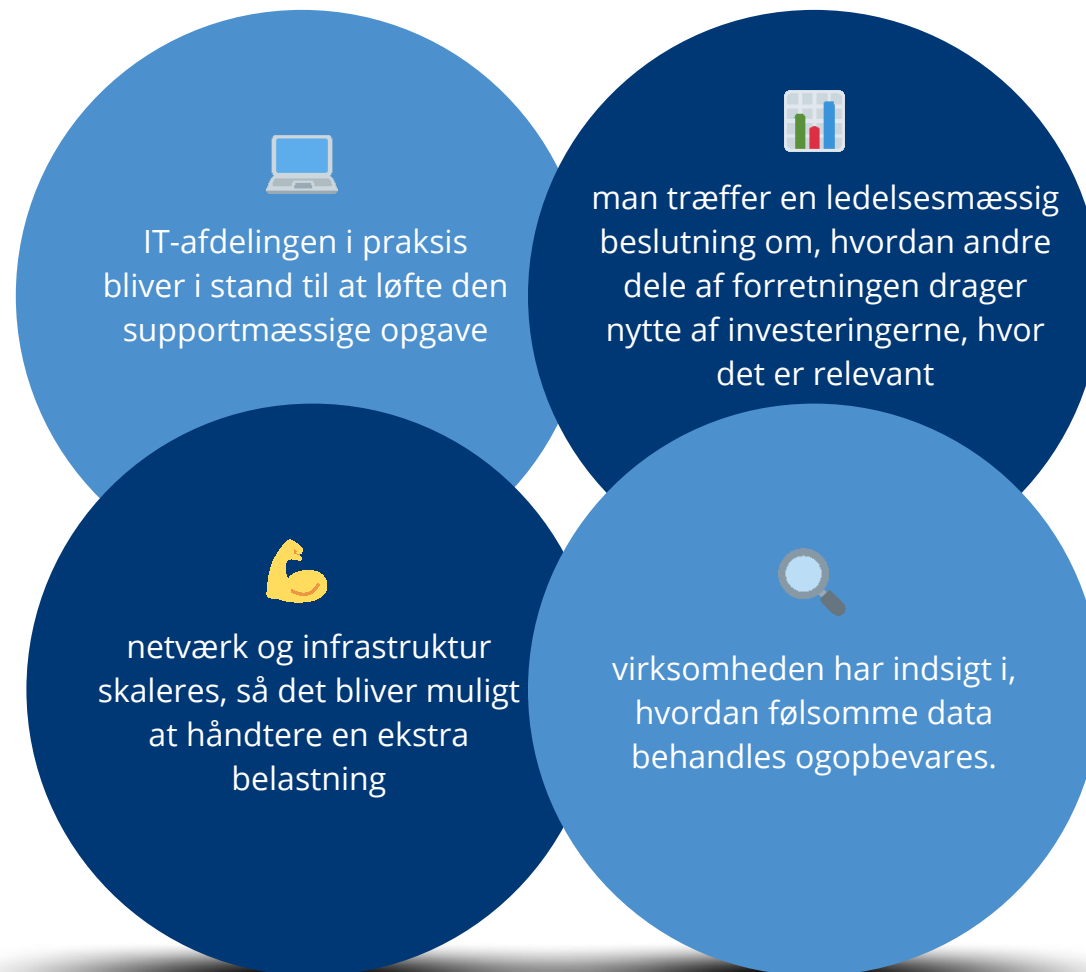 IT-afdelingen i praksis
bliver i stand til at løfte den
supportmæssige opgave
man træffer en ledelsesmæssig
beslutning om, hvordan andre
dele af forretningen drager
nytte af investeringerne, hvor
det er relevant
netværk og infrastruktur
skaleres, så det bliver muligt
at håndtere en ekstra
belastning
virksomheden har indsigt i,
hvordan følsomme data
behandles ogopbevares.